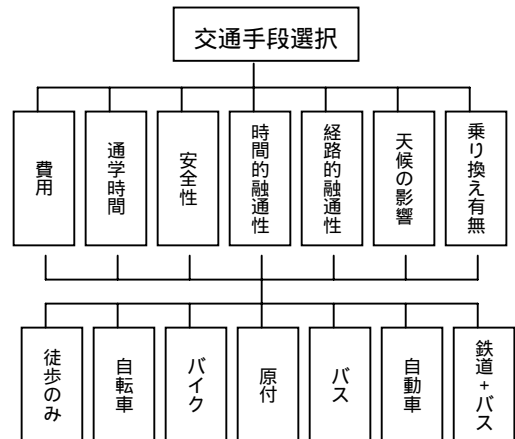 交通手段選択
費用
通学時間
安全性
時間的融通性
経路的融通性
天候の影響
乗り換え有無
徒歩のみ
自転車
バイク
原付
バス
自動車
鉄道+バス